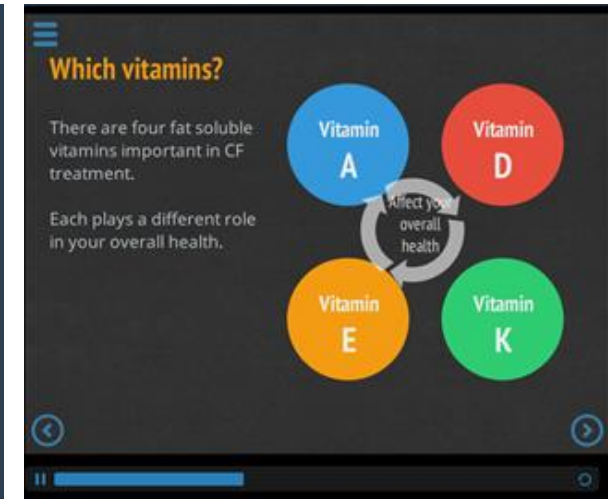 Which vitamins?
There are four fat soluble
vitamins important in CF
treatment.
Each plays a different role
in your overall health.
Vitamin
A
Vitamin
D
Affect your
overall
health
Vitamin
E
Vitamin
K